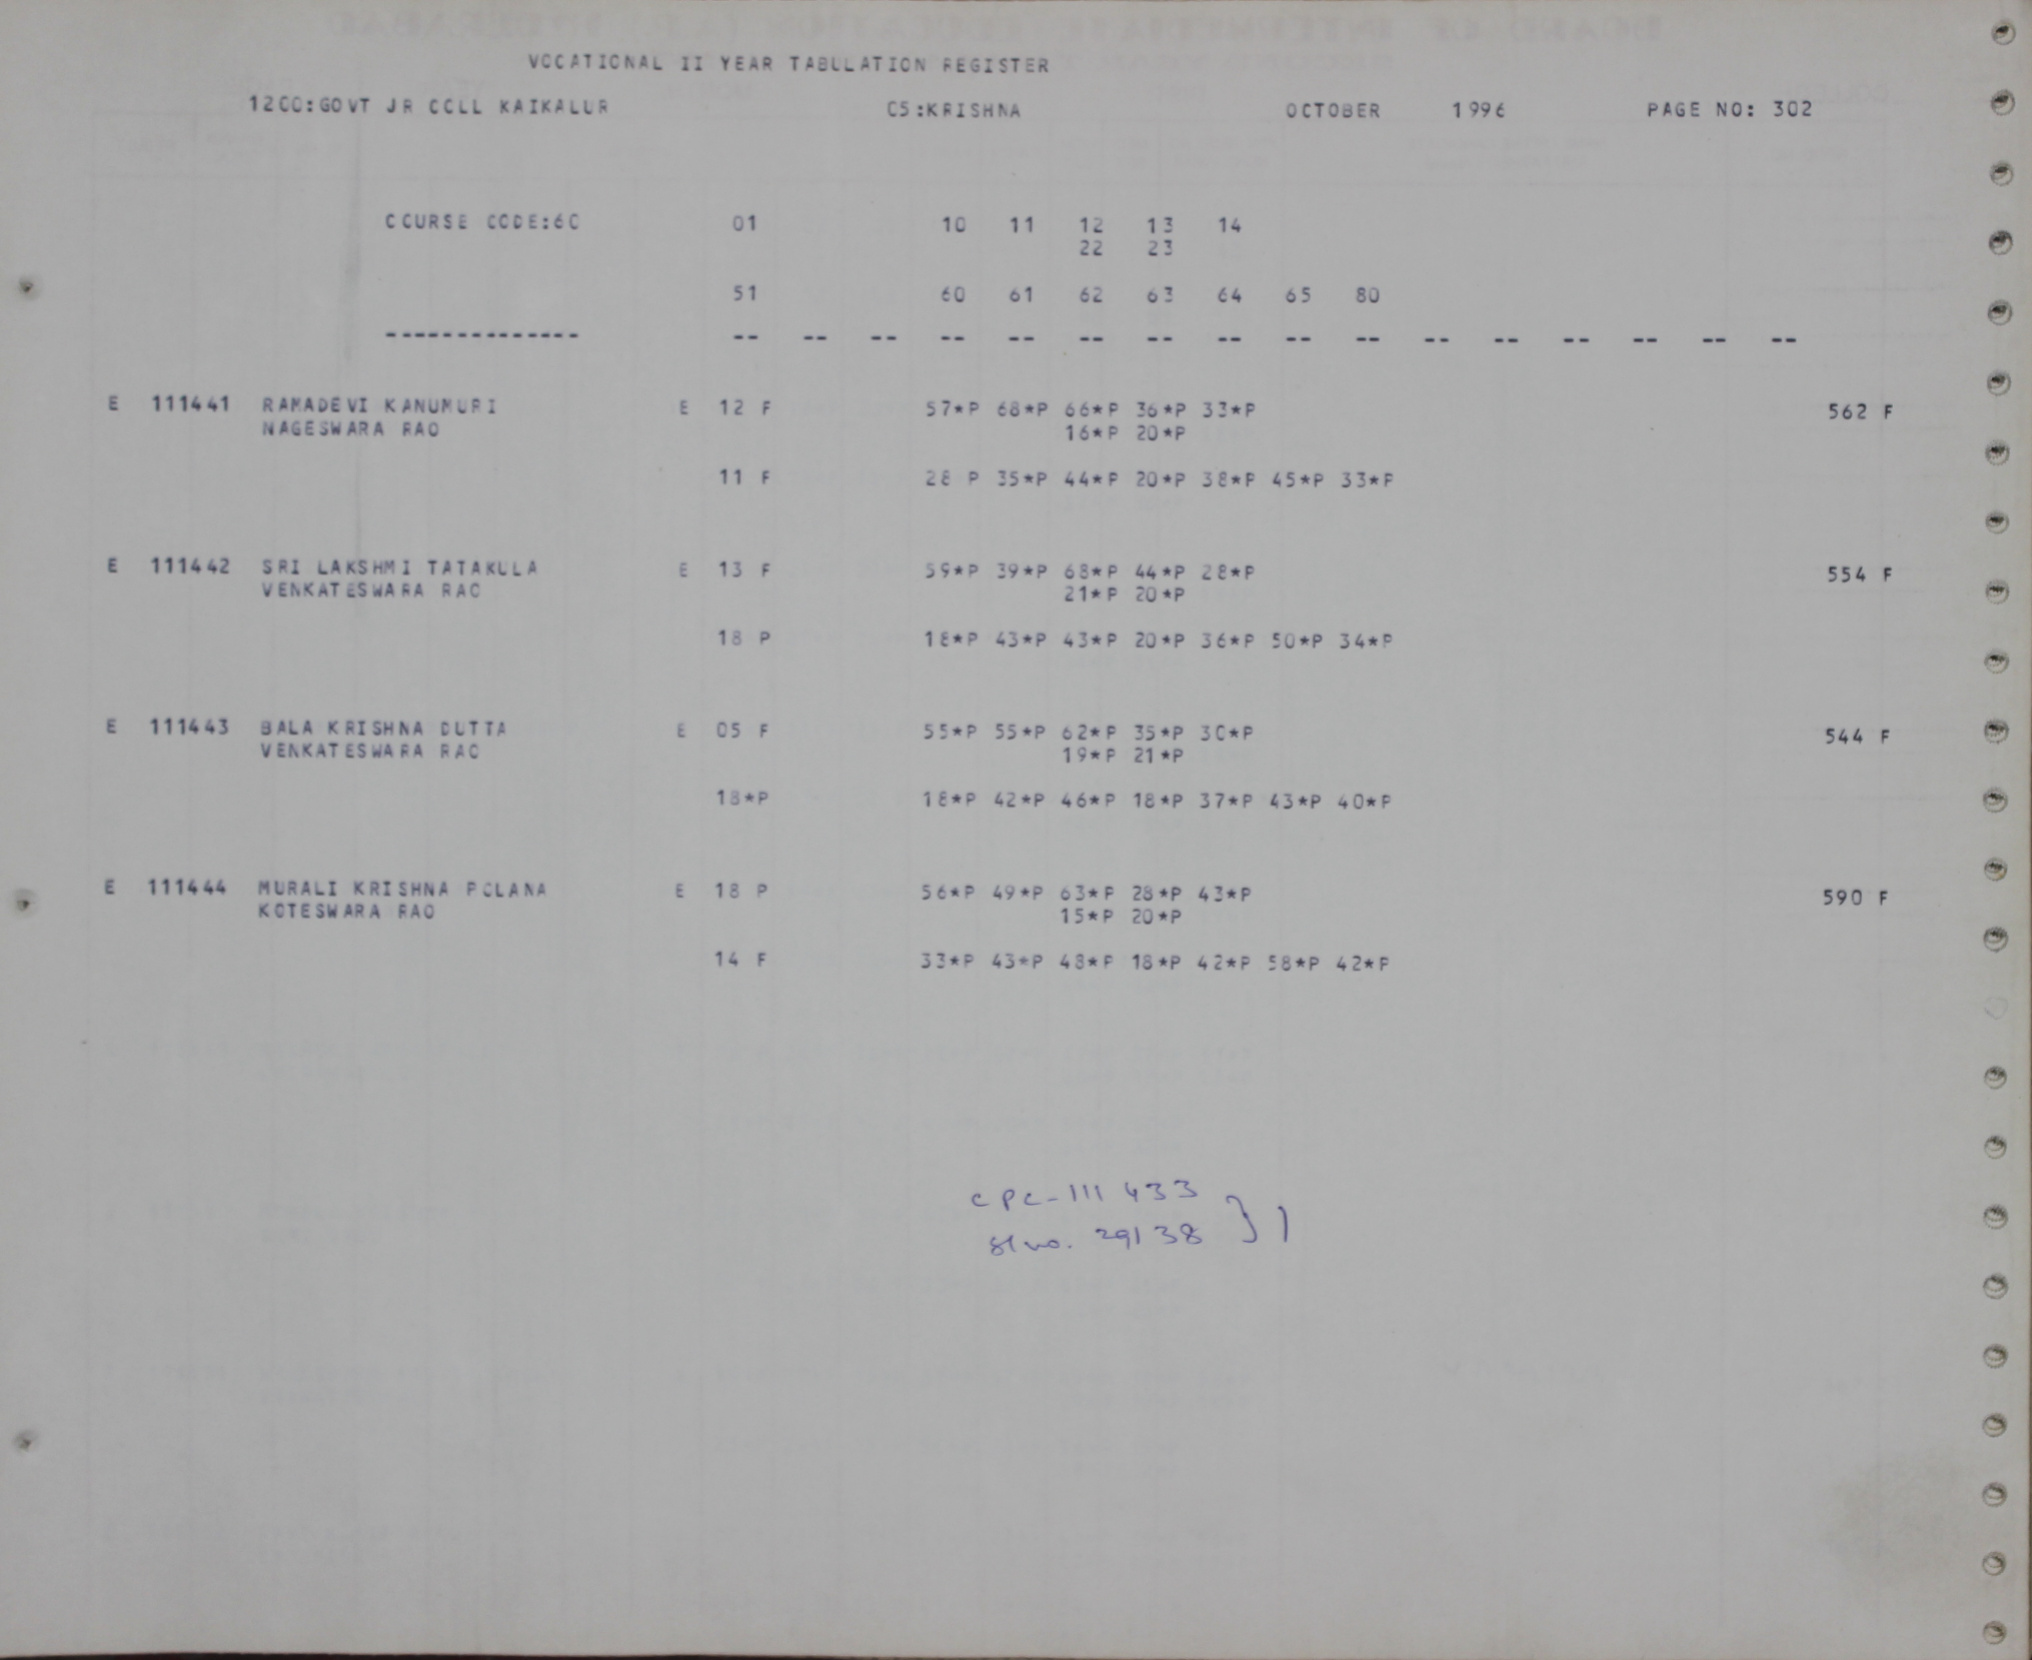 VOCATIONAL II YEAR TABULATION REGISTER
1200:GOVT JR COLL KAIKALUR C5:KRISHNA OCTOBER 1996 PAGE NO: 302
COURSE CODE:60 01 10 11 12 13 14
22 23
51 60 61 62 63 64 65 80
-------------- -- -- -- -- -- -- -- -- -- -- -- -- -- -- -- --
E 111441 RAMADEVI KANUMURI E 12 F 57*P 68*P 66*P 36*P 33*P 562 F
NAGESWARA RAO 16*P 20*P
11 F 28 P 35*P 44*P 20*P 38*P 45*P 33*P
E 111442 SRI LAKSHMI TATAKULA E 13 F 59*P 39*P 68*P 44*P 28*P 554 F
VENKATESWARA RAO 21*P 20*P
18 P 18*P 43*P 43*P 20*P 36*P 50*P 34*P
E 111443 BALA KRISHNA DUTTA E 05 F 55*P 55*P 62*P 35*P 30*P 544 F
VENKATESWARA RAO 19*P 21*P
18*P 18*P 42*P 46*P 18*P 37*P 43*P 40*P
E 111444 MURALI KRISHNA POLANA E 18 P 56*P 49*P 63*P 28*P 43*P 590 F
KOTESWARA RAO 15*P 20*P
14 F 33*P 43*P 48*P 18*P 42*P 58*P 42*P
CPC-111433
Sl no. 29138 } 1